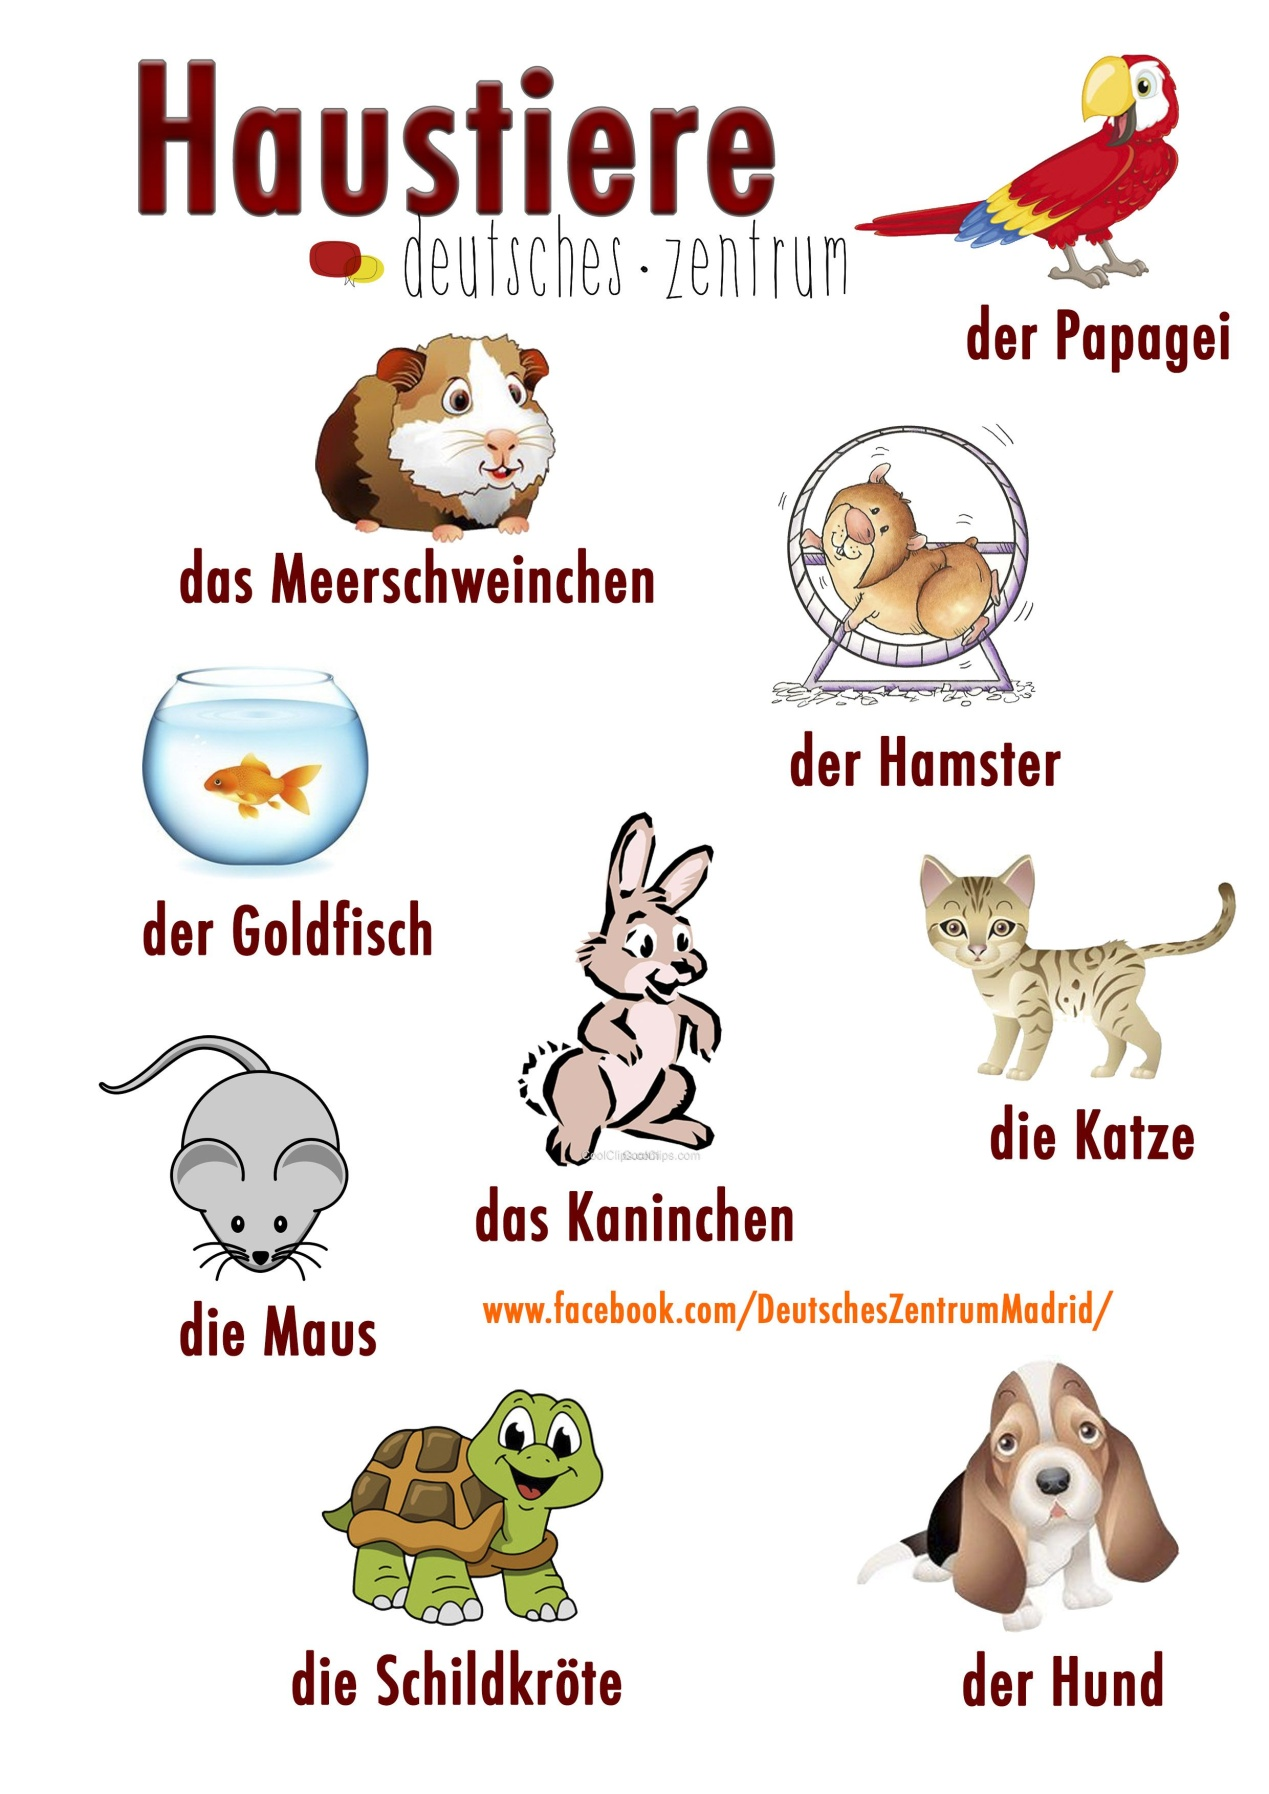 Haustiere
deutsches·zentrum
der Papagei
das Meerschweinchen
der Hamster
der Goldfisch
die Katze
das Kaninchen
www.facebook.com/DeutschesZentrumMadrid/
die Maus
die Schildkröte
der Hund